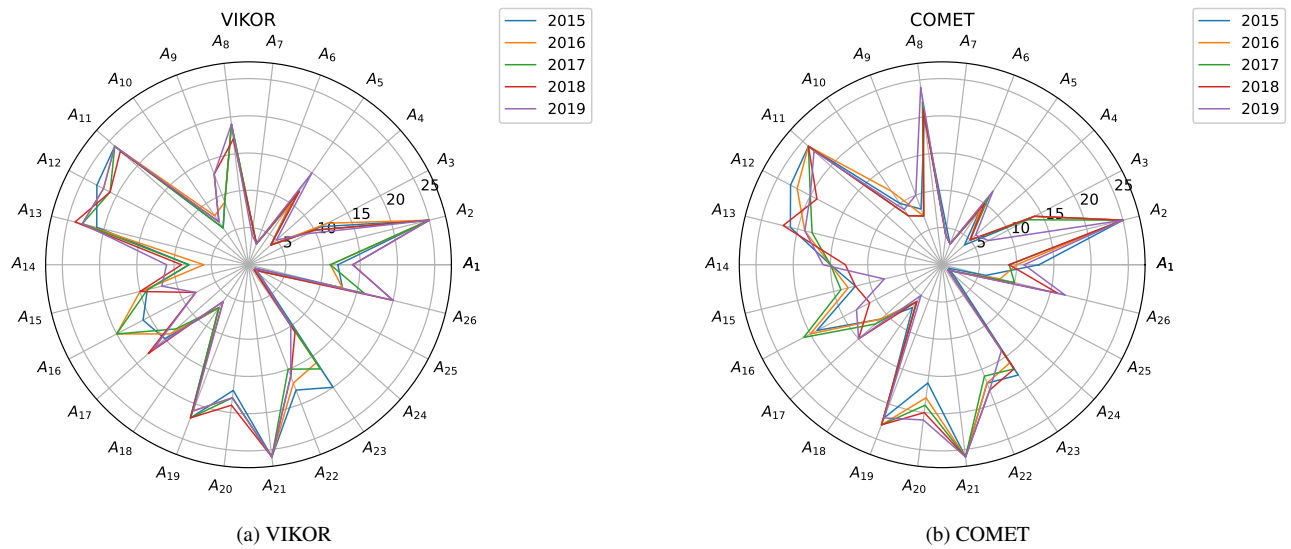 VIKOR
2015
2016
2017
2018
2019
A₁
A₂
A₃
A₄
A₅
A₆
A₇
A₈
A₉
A₁₀
A₁₁
A₁₂
A₁₃
A₁₄
A₁₅
A₁₆
A₁₇
A₁₈
A₁₉
A₂₀
A₂₁
A₂₂
A₂₃
A₂₄
A₂₅
A₂₆
A₁
5
10
15
20
25
(a) VIKOR
COMET
2015
2016
2017
2018
2019
A₁
A₂
A₃
A₄
A₅
A₆
A₇
A₈
A₉
A₁₀
A₁₁
A₁₂
A₁₃
A₁₄
A₁₅
A₁₆
A₁₇
A₁₈
A₁₉
A₂₀
A₂₁
A₂₂
A₂₃
A₂₄
A₂₅
A₂₆
A₁
5
10
15
20
25
(b) COMET